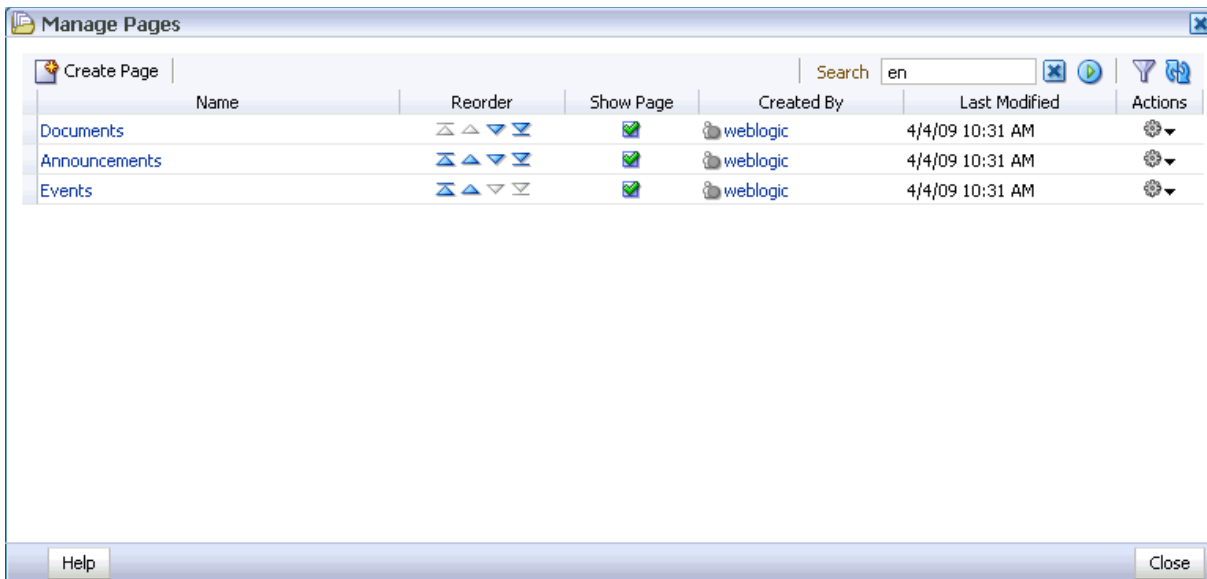 Manage Pages
Create Page Search en
Name Reorder Show Page Created By Last Modified Actions
Documents weblogic 4/4/09 10:31 AM
Announcements weblogic 4/4/09 10:31 AM
Events weblogic 4/4/09 10:31 AM
Help Close